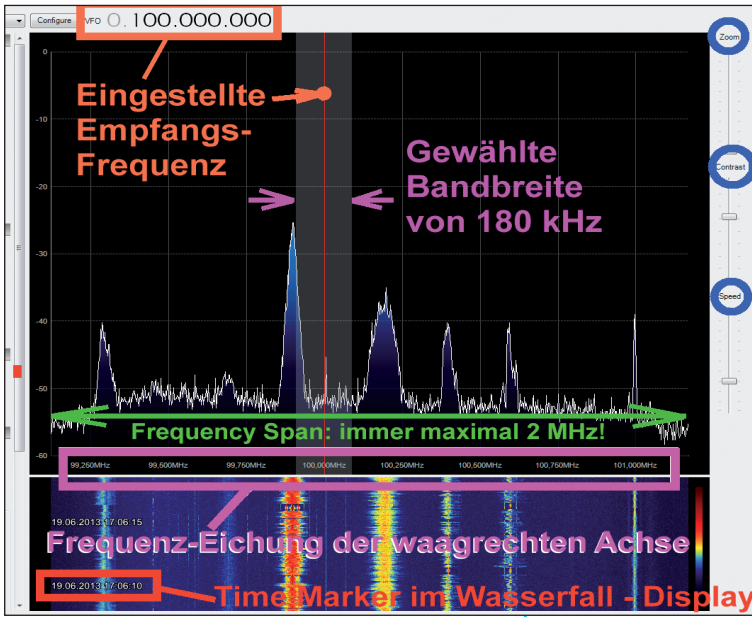 Configure VFO 0.100.000.000
Zoom
0
Eingestellte
Empfangs-
Frequenz
-10
Gewählte
Bandbreite
von 180 kHz
Contrast
-20
-30
Speed
-40
-50
Frequency Span: immer maximal 2 MHz!
-60
99,250MHz 99,500MHz 99,750MHz 100,000MHz 100,250MHz 100,500MHz 100,750MHz 101,000MHz
19.06.2013 17:06:15
Frequenz-Eichung der waagrechten Achse
19.06.2013 17:06:10
Time Marker im Wasserfall - Display